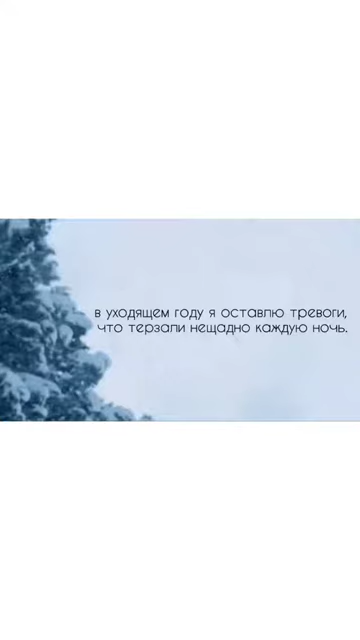 в уходящем году я оставлю тревоги,
что терзали нещадно каждую ночь.